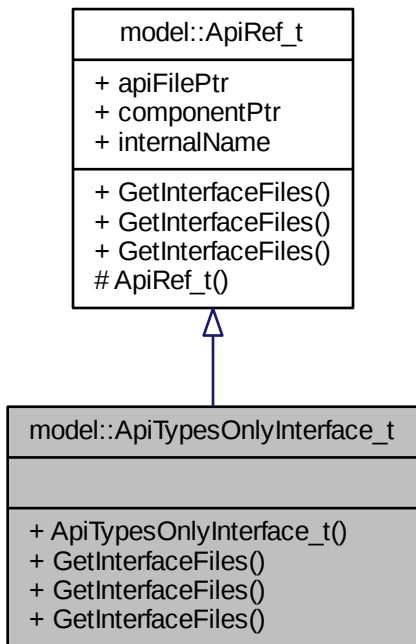 model::ApiRef_t
+ apiFilePtr
+ componentPtr
+ internalName
+ GetInterfaceFiles()
+ GetInterfaceFiles()
+ GetInterfaceFiles()
# ApiRef_t()
model::ApiTypesOnlyInterface_t
+ ApiTypesOnlyInterface_t()
+ GetInterfaceFiles()
+ GetInterfaceFiles()
+ GetInterfaceFiles()